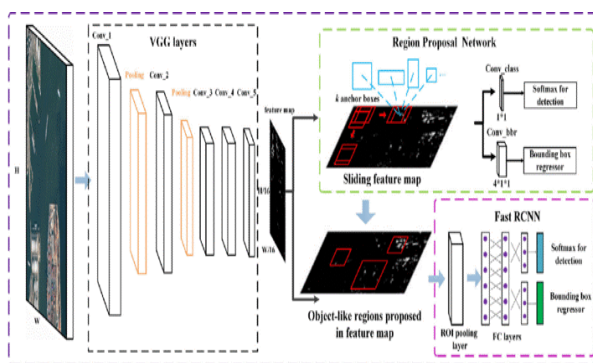 VGG layers
Conv_1
Pooling
Conv_2
Pooling
Conv_3
Conv_4
Conv_5
H
W
feature map
H/16
W/16
Region Proposal Network
k anchor boxes
Sliding feature map
Conv_class
1*1
Softmax for
detection
Conv_bbr
4*1*1
Bounding box
regressor
Object-like regions proposed
in feature map
Fast RCNN
ROI pooling
layer
FC layers
Softmax for
detection
Bounding box
regressor